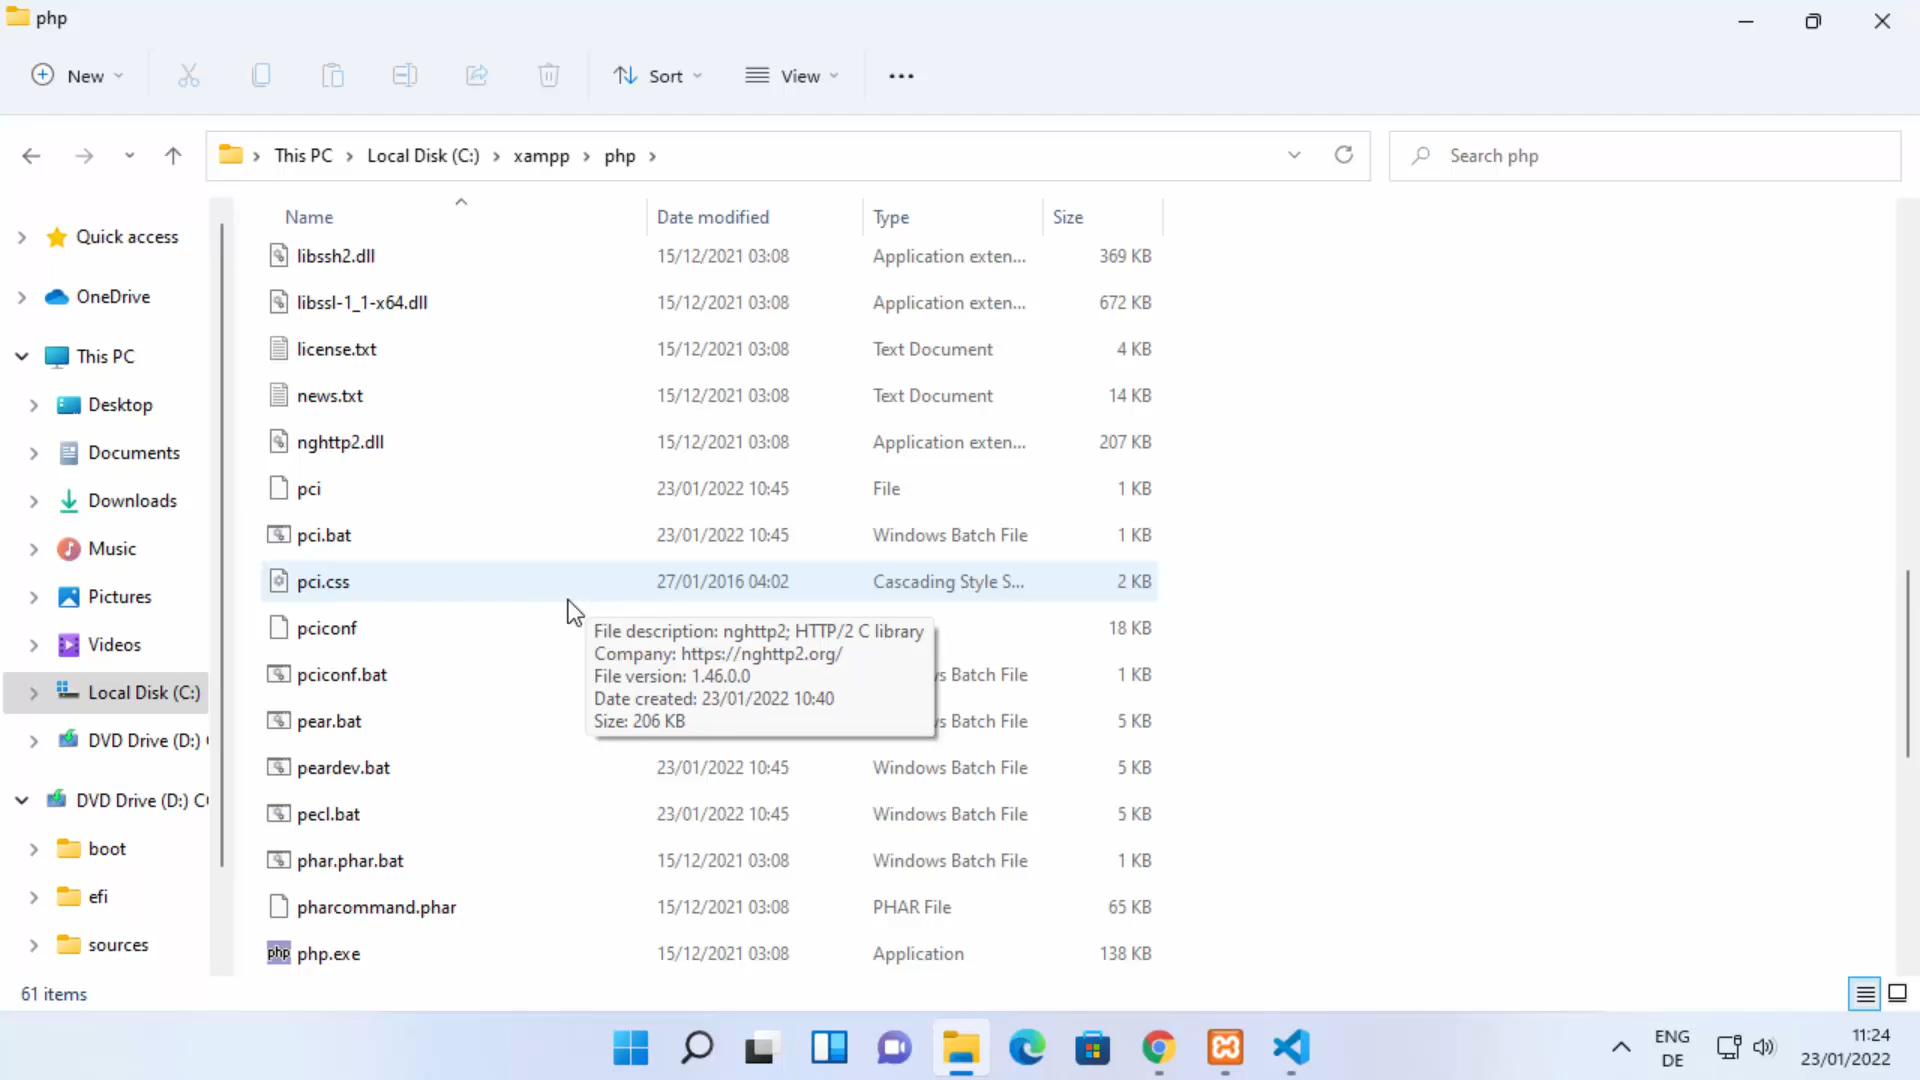 php
New
Sort
View
This PC
Local Disk (C:)
xampp
php
Search php
Name
Date modified
Type
Size
libssh2.dll 15/12/2021 03:08 Application exten... 369 KB
libssl-1_1-x64.dll 15/12/2021 03:08 Application exten... 672 KB
license.txt 15/12/2021 03:08 Text Document 4 KB
news.txt 15/12/2021 03:08 Text Document 14 KB
nghttp2.dll 15/12/2021 03:08 Application exten... 207 KB
pci 23/01/2022 10:45 File 1 KB
pci.bat 23/01/2022 10:45 Windows Batch File 1 KB
pci.css 27/01/2016 04:02 Cascading Style S... 2 KB
pciconf 18 KB
pciconf.bat s Batch File 1 KB
pear.bat s Batch File 5 KB
peardev.bat 23/01/2022 10:45 Windows Batch File 5 KB
pecl.bat 23/01/2022 10:45 Windows Batch File 5 KB
phar.phar.bat 15/12/2021 03:08 Windows Batch File 1 KB
pharcommand.phar 15/12/2021 03:08 PHAR File 65 KB
php php.exe 15/12/2021 03:08 Application 138 KB
File description: nghttp2; HTTP/2 C library
Company: https://nghttp2.org/
File version: 1.46.0.0
Date created: 23/01/2022 10:40
Size: 206 KB
Quick access
OneDrive
This PC
Desktop
Documents
Downloads
Music
Pictures
Videos
Local Disk (C:)
DVD Drive (D:)
DVD Drive (D:) C
boot
efi
sources
61 items
ENG
DE
11:24
23/01/2022